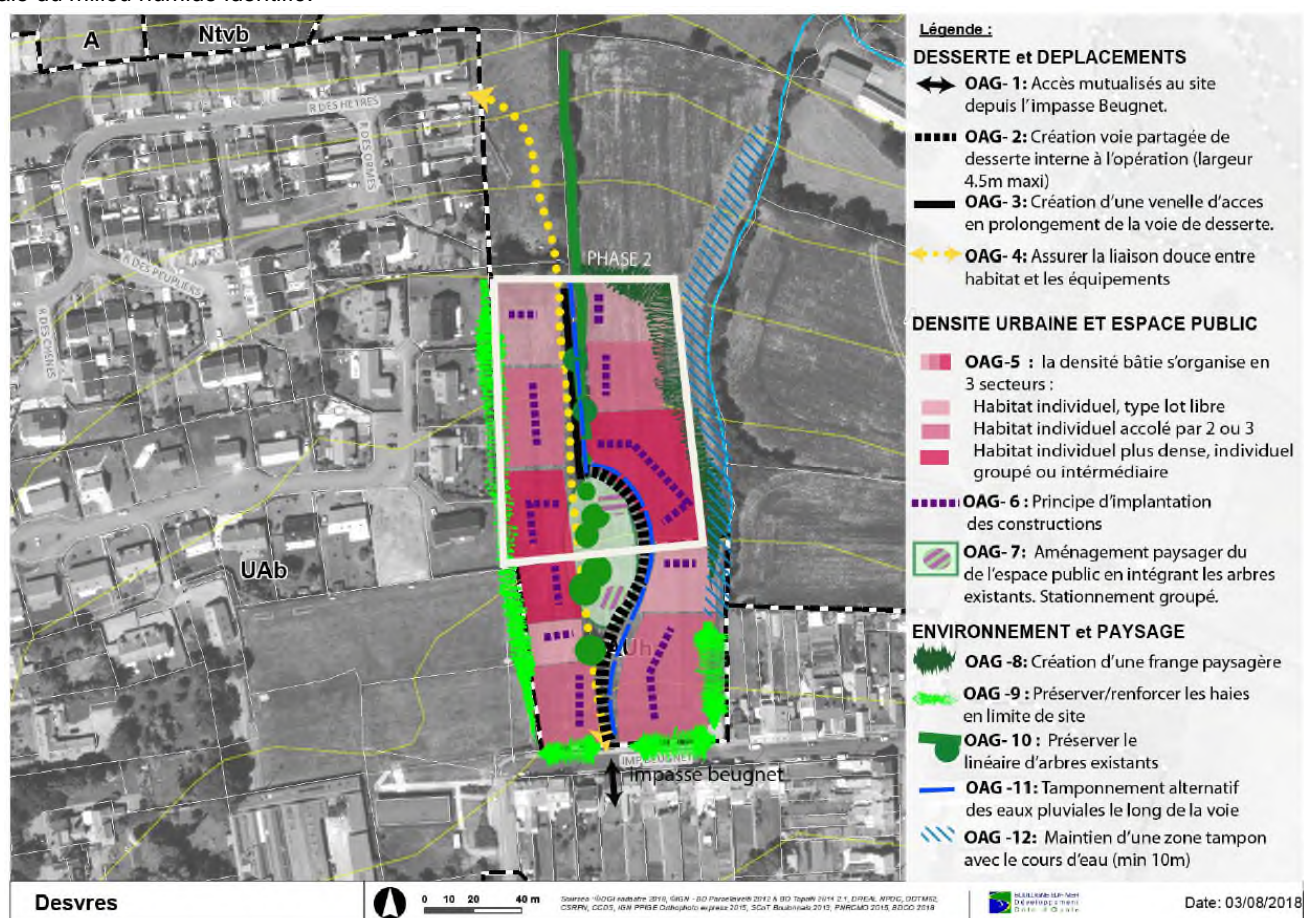 A
Ntvb
R DES HEYRES
R DES ORMES
R DES PEUPLIERS
R DES CHENES
PHASE 2
UAb
AUh
IMP BEUGNET
Impasse beugnet
Légende :
DESSERTE et DEPLACEMENTS
OAG- 1: Accès mutualisés au site
depuis l'impasse Beugnet.
OAG- 2: Création voie partagée de
desserte interne à l'opération (largeur
4.5m maxi)
OAG- 3: Création d'une venelle d'acces
en prolongement de la voie de desserte.
OAG- 4: Assurer la liaison douce entre
habitat et les équipements
DENSITE URBAINE ET ESPACE PUBLIC
OAG-5 : la densité bâtie s'organise en
3 secteurs :
Habitat individuel, type lot libre
Habitat individuel accolé par 2 ou 3
Habitat individuel plus dense, individuel
groupé ou intérmédiaire
OAG- 6 : Principe d'implantation
des constructions
OAG- 7: Aménagement paysager du
de l'espace public en intégrant les arbres
existants. Stationnement groupé.
ENVIRONNEMENT et PAYSAGE
OAG -8: Création d'une frange paysagère
OAG -9 : Préserver/renforcer les haies
en limite de site
OAG- 10 : Préserver le
linéaire d'arbres existants
OAG -11: Tamponnement alternatif
des eaux pluviales le long de la voie
OAG -12: Maintien d'une zone tampon
avec le cours d'eau (min 10m)
Desvres
0 10 20 40 m
Date: 03/08/2018